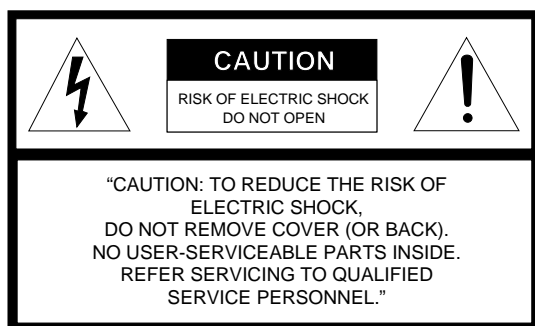 CAUTION
RISK OF ELECTRIC SHOCK
DO NOT OPEN
“CAUTION: TO REDUCE THE RISK OF
ELECTRIC SHOCK,
DO NOT REMOVE COVER (OR BACK).
NO USER-SERVICEABLE PARTS INSIDE.
REFER SERVICING TO QUALIFIED
SERVICE PERSONNEL.”